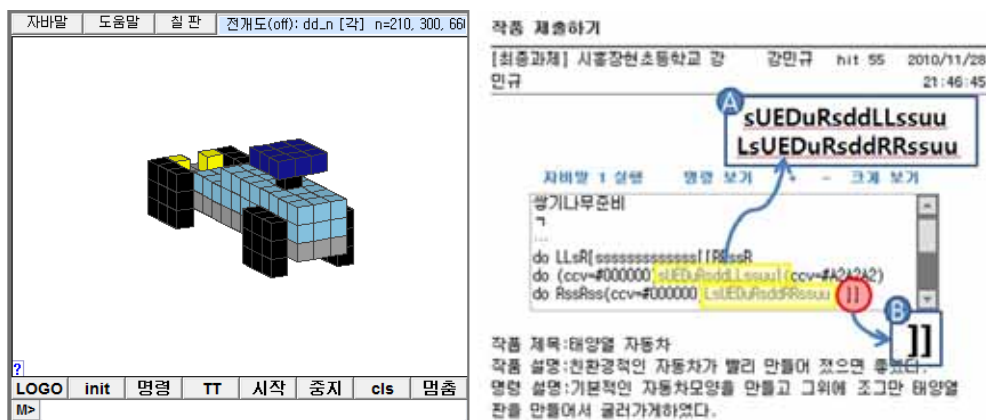 자바말 도움말 칠 판 전개도(off): dd_n [각] n=210, 300, 66
?
LOGO init 명령 TT 시작 중지 cls 멈춤
M>
작품 제출하기
[최종과제] 시흥장현초등학교 강민규 강민규 hit 55 2010/11/28 21:46:45
A
sUEDuRsddLLssuu
LsUEDuRsddRRssuu
자바말 1 실행 명령 보기 + - 크게 보기
쌓기나무준비
ㄱ
...
do LLsR[sssssssssssss[[RRssR
do (ccv=#000000) sUEDuRsddLLssuu](ccv=#A2A2A2)
do RssRss(ccv=#000000) LsUEDuRsddRRssuu ]]
B
]]
작품 제목:태양열 자동차
작품 설명:친환경적인 자동차가 빨리 만들어 졌으면 좋겠다.
명령 설명:기본적인 자동차모양을 만들고 그위에 조그만 태양열
판을 만들어서 굴러가게하였다.